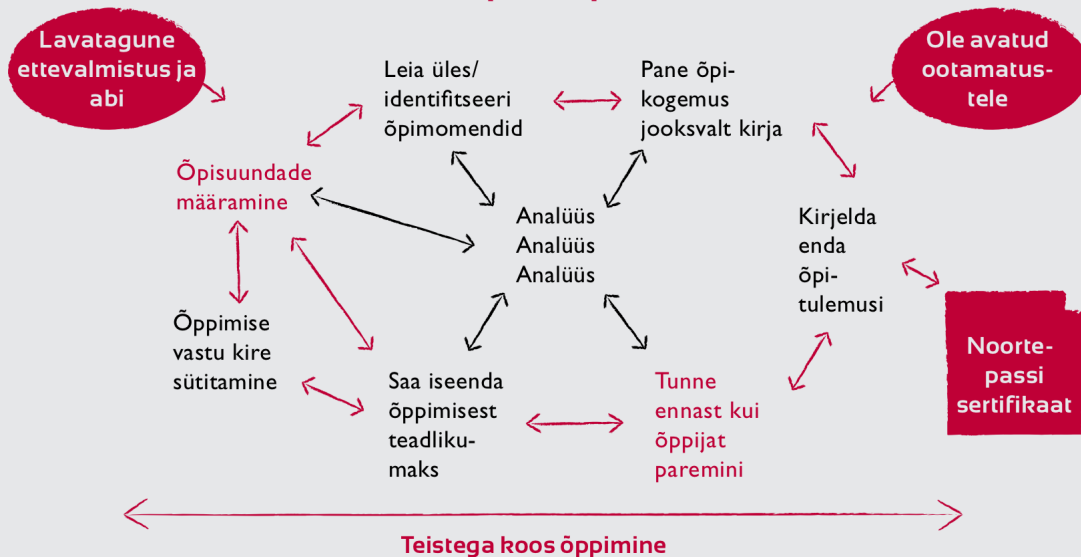 Lavatagune
ettevalmistus ja
abi
Leia üles/
identifitseeri
õpimomendid
Pane õpi-
kogemus
jooksvalt kirja
Ole avatud
ootamatus-
tele
Õpisuundade
määramine
Analüüs
Analüüs
Analüüs
Kirjelda
enda
õpi-
tulemusi
Õppimise
vastu kire
sütitamine
Saa iseenda
õppimisest
teadliku-
maks
Tunne
ennast kui
õppijat
paremini
Noorte-
passi
sertifikaat
Teistega koos õppimine